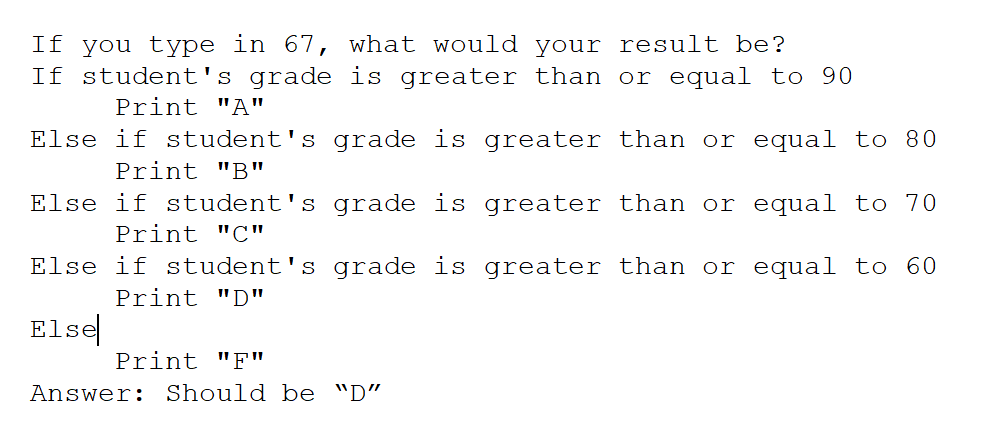 If you type in 67, what would your result be?
If student's grade is greater than or equal to 90
Print "A"
Else if student's grade is greater than or equal to 80
Print "B"
Else if student's grade is greater than or equal to 70
Print "C"
Else if student's grade is greater than or equal to 60
Print "D"
Else
Print "F"
Answer: Should be “D”